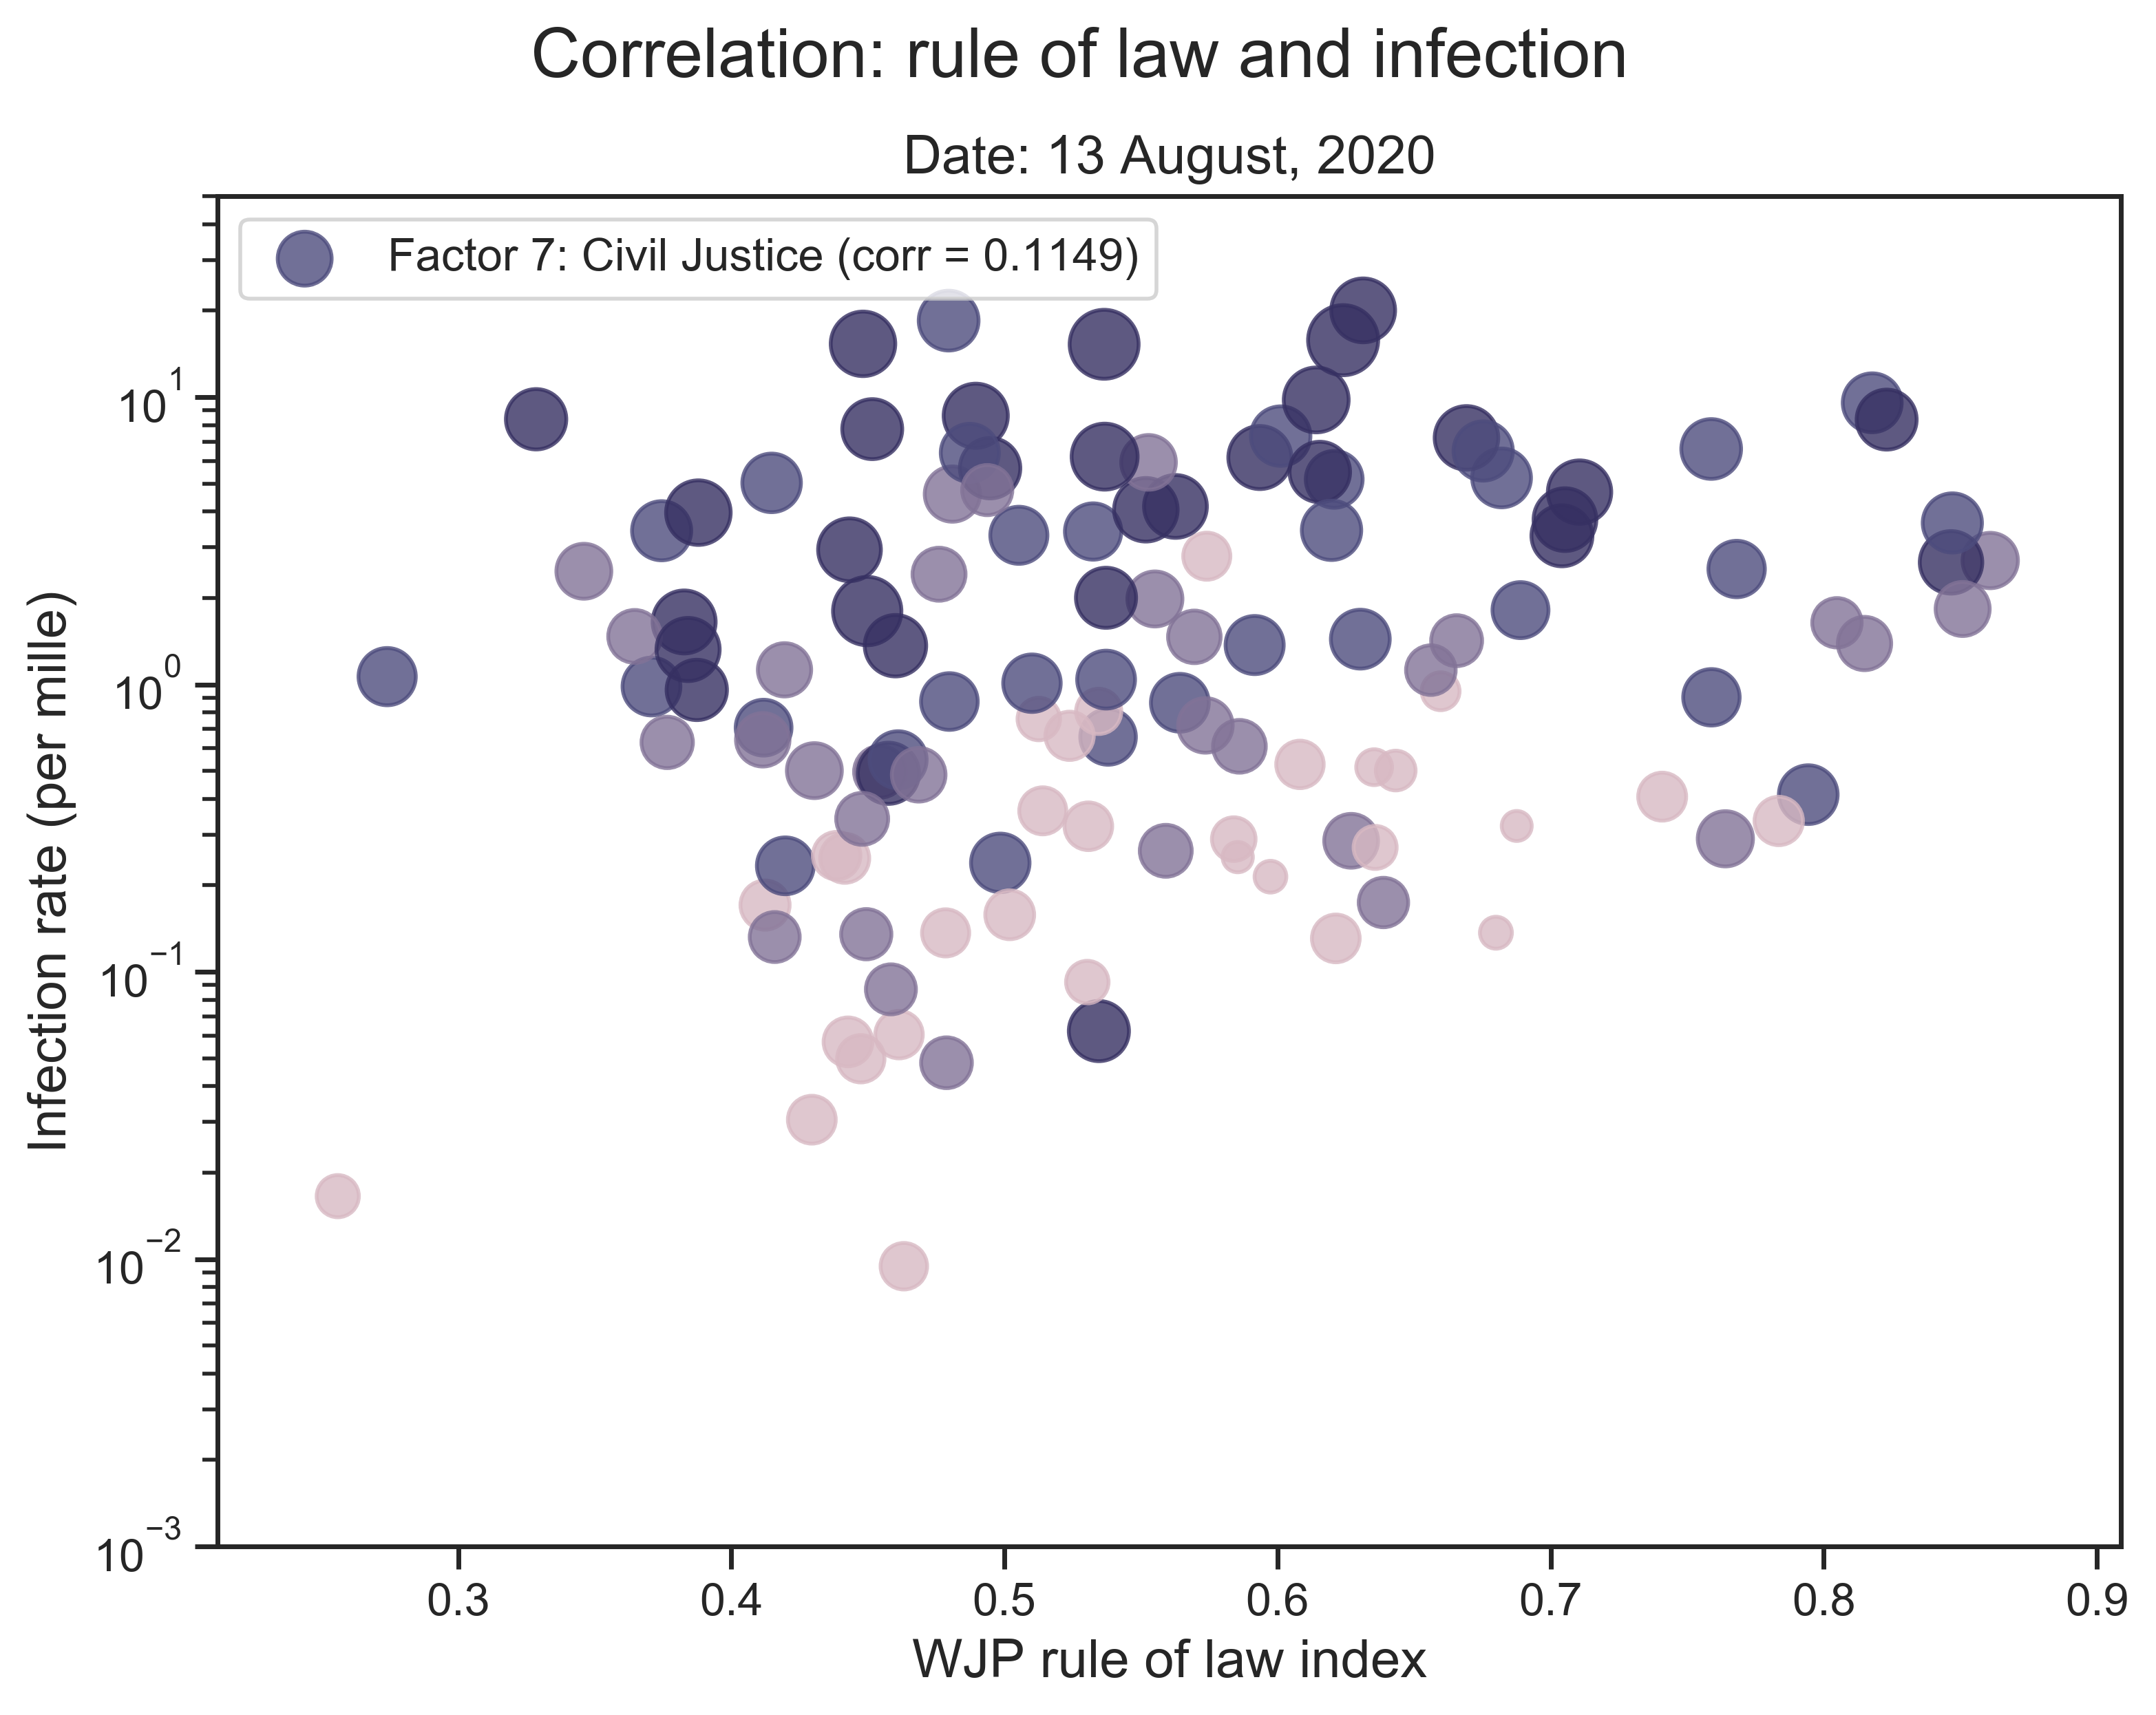 Correlation: rule of law and infection
Date: 13 August, 2020
Factor 7: Civil Justice (corr = 0.1149)
Infection rate (per mille)
10^1
10^0
10^−1
10^−2
10^−3
0.3 0.4 0.5 0.6 0.7 0.8 0.9
WJP rule of law index